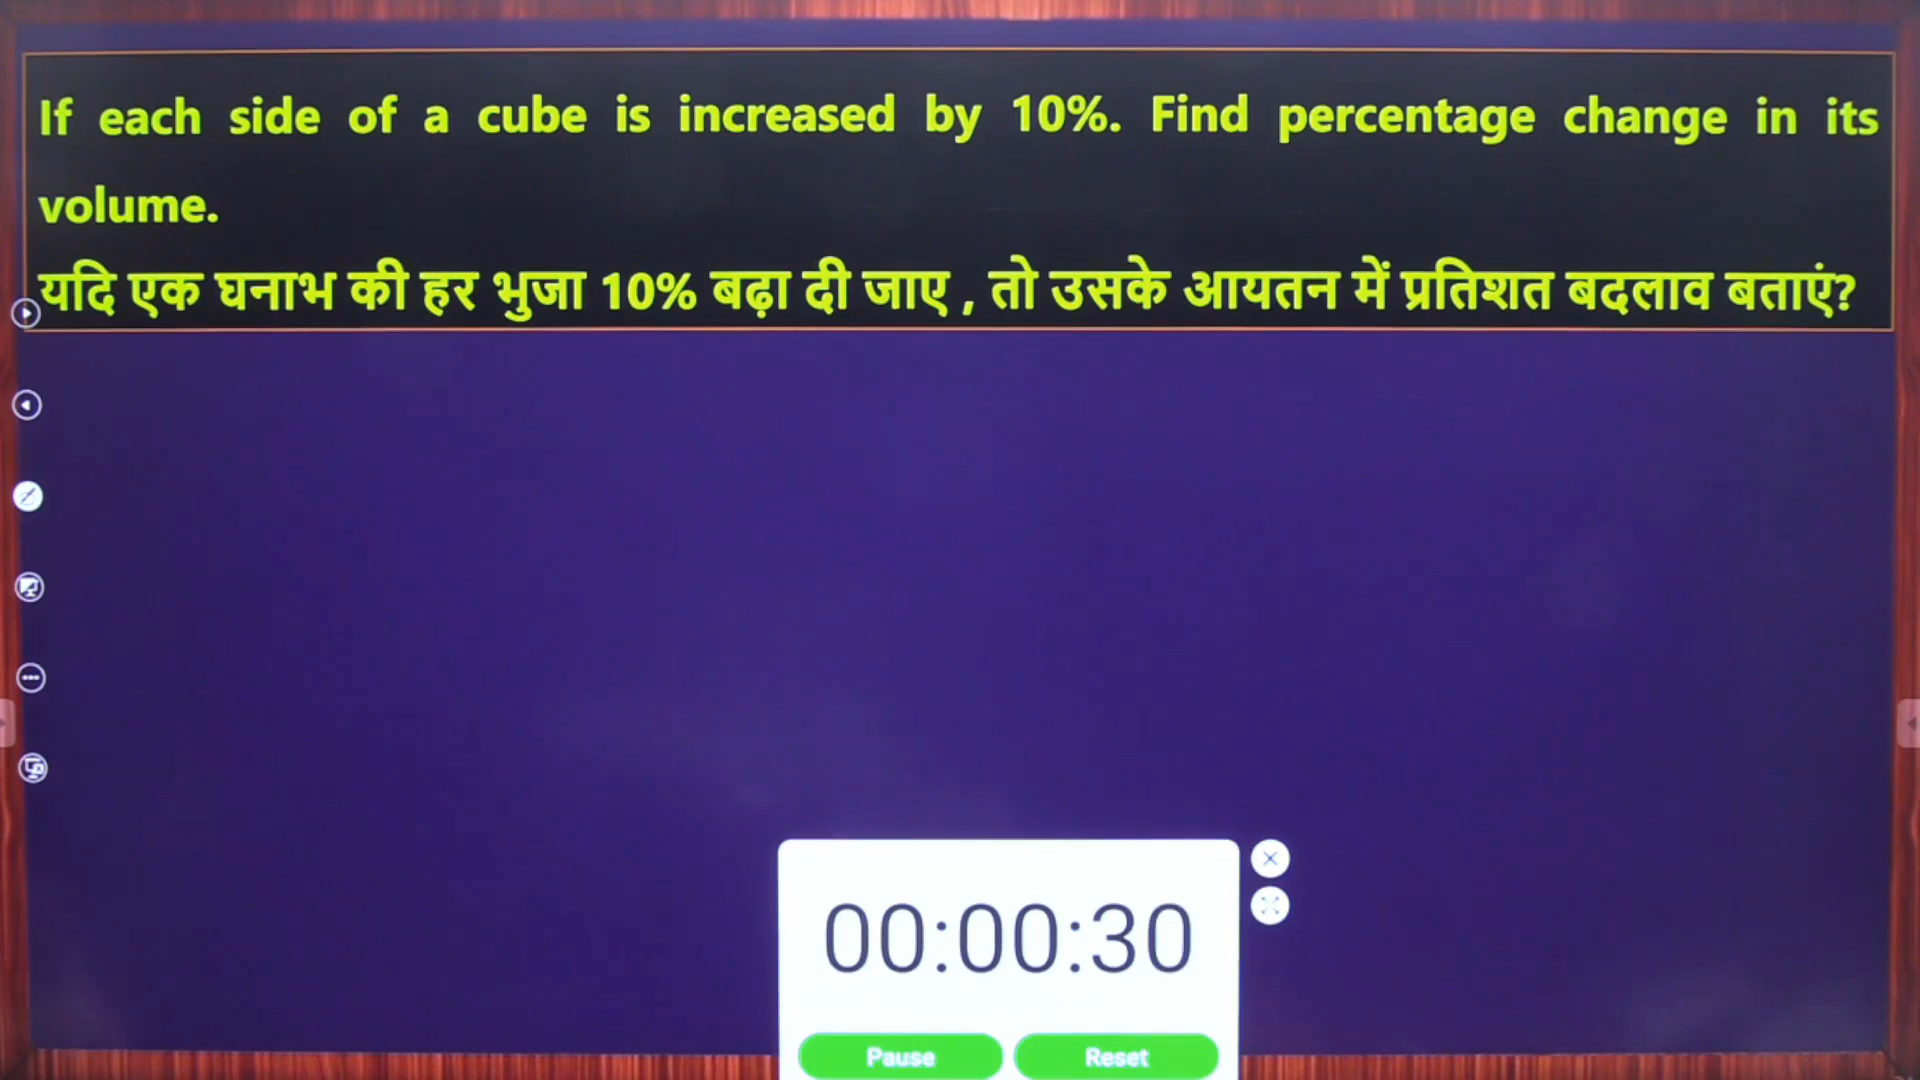 If each side of a cube is increased by 10%. Find percentage change in its
volume.
यदि एक घनाभ की हर भुजा 10% बढ़ा दी जाए , तो उसके आयतन में प्रतिशत बदलाव बताएं?
00:00:30
Pause Reset